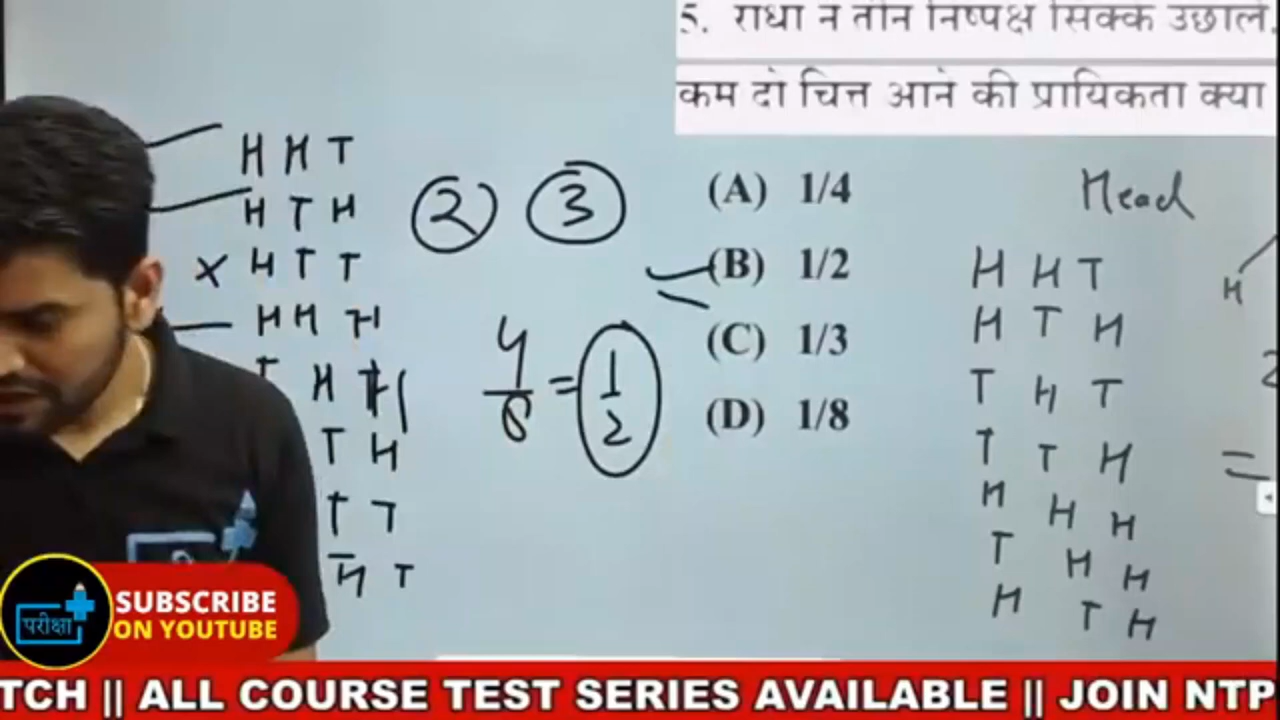 5. राधा न तीन निष्पक्ष सिक्क उछाले.
कम दो चित्त आने की प्रायिकता क्या
(A) 1/4
(B) 1/2
(C) 1/3
(D) 1/8
H H T
H T H
X H T T
H H H
T H H
T H
T T
H T
2 3
4/8 = 1/2
Head
H H T
H T H
T H T
T T H
H H H
T H H
H T H
H
2
=
परीक्षा
SUBSCRIBE
ON YOUTUBE
TCH || ALL COURSE TEST SERIES AVAILABLE || JOIN NTP